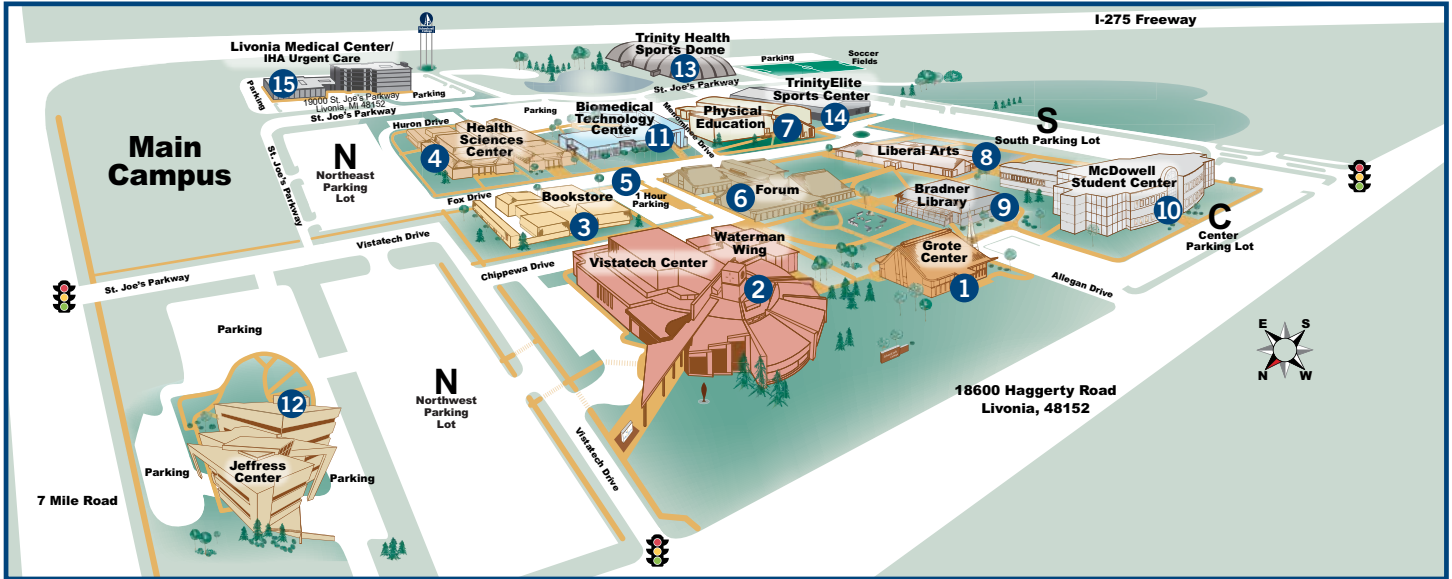 I-275 Freeway
Livonia Medical Center/
IHA Urgent Care
15
Parking
Parking
19000 St. Joe's Parkway
Livonia, MI 48152
St. Joe's Parkway
Trinity Health
Sports Dome
13
Parking
Soccer
Fields
St. Joe's Parkway
TrinityElite
Sports Center
14
Main
Campus
N
Northeast
Parking
Lot
St. Joe's Parkway
Huron Drive
Health
Sciences
Center
4
Parking
Biomedical
Technology
Center
11
Menominee Drive
Physical
Education
7
S
South Parking Lot
Liberal Arts
8
McDowell
Student Center
10
C
Center
Parking Lot
Fox Drive
Bookstore
3
5
1 Hour
Parking
Forum
6
Bradner
Library
9
Vistatech Drive
Chippewa Drive
Vistatech Center
Waterman
Wing
2
Grote
Center
1
Allegan Drive
St. Joe's Parkway
Parking
12
Jeffress
Center
Parking
Parking
7 Mile Road
N
Northwest
Parking
Lot
Vistatech Drive
18600 Haggerty Road
Livonia, 48152
E
S
N
W